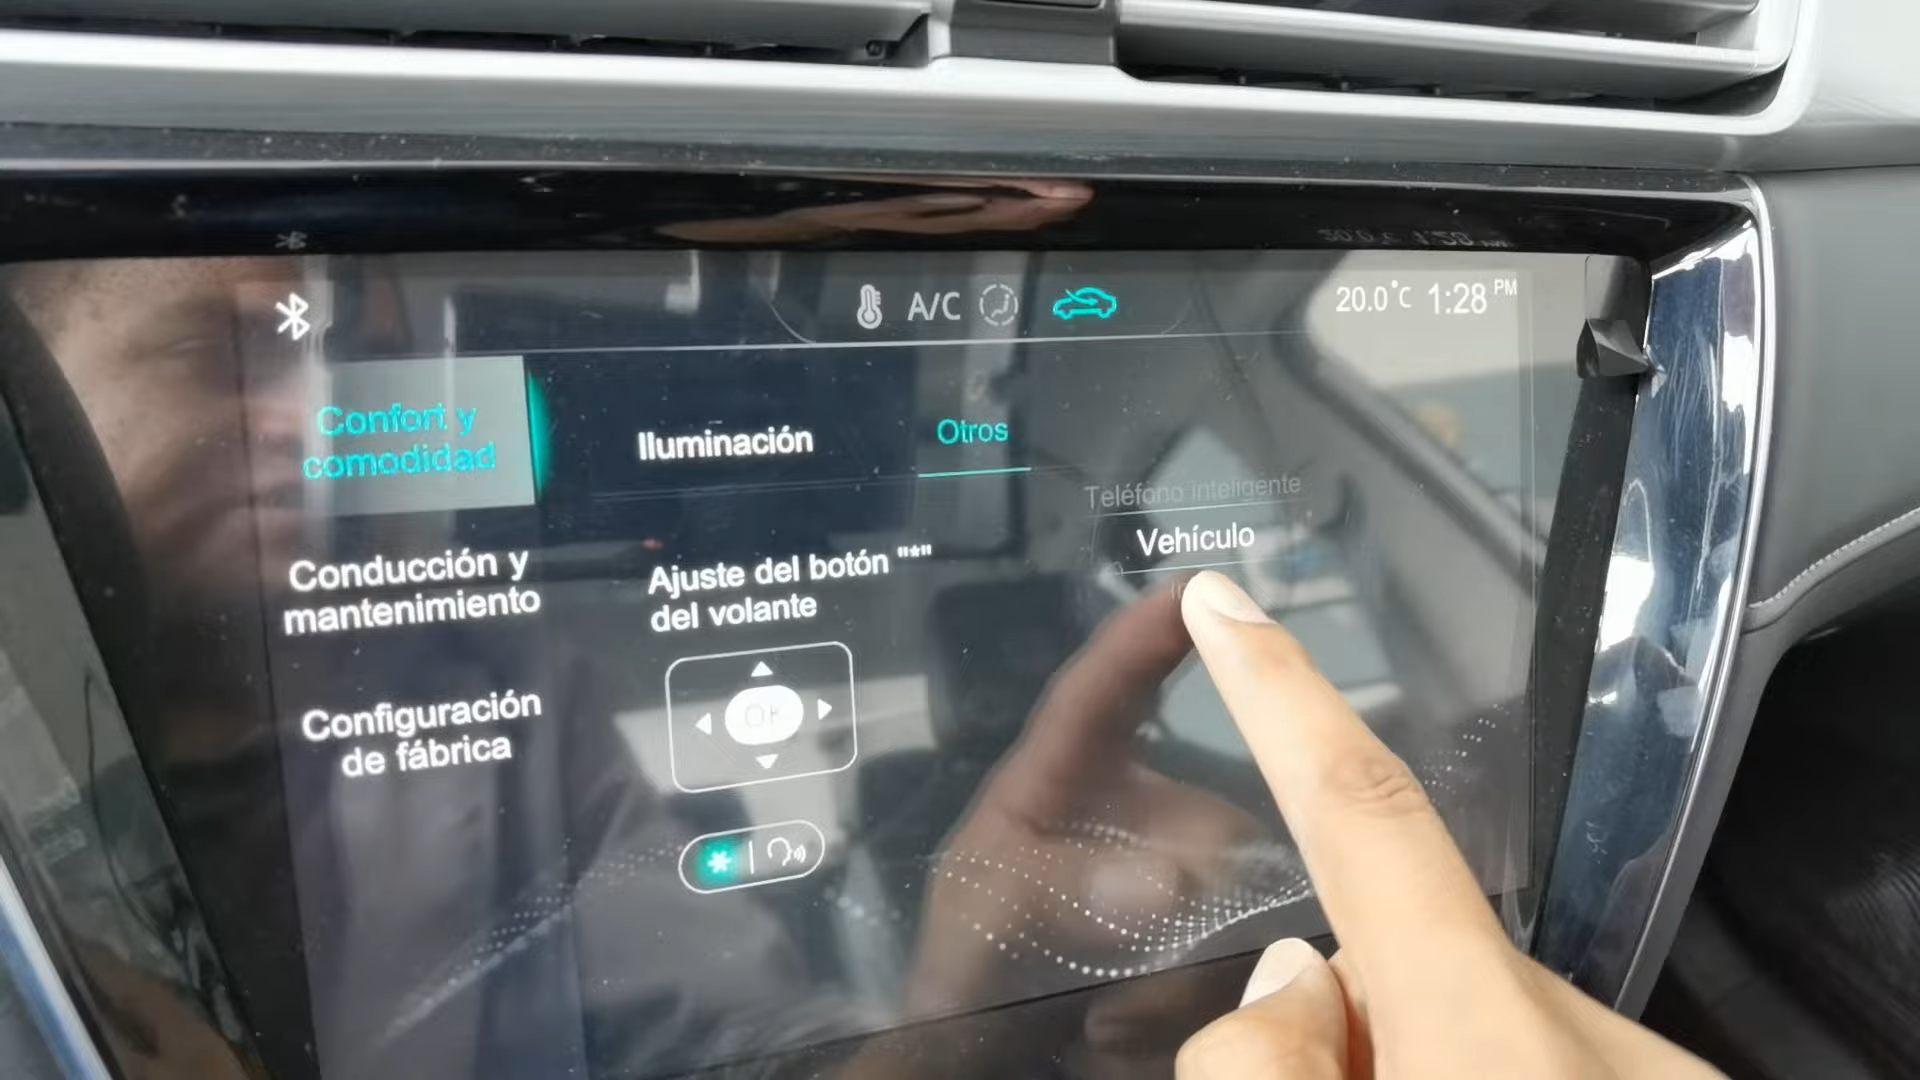 A/C
20.0°C 1:28 PM
Confort y
comodidad
Iluminación
Otros
Teléfono inteligente
Vehículo
Conducción y
mantenimiento
Ajuste del botón "*"
del volante
OK
Configuración
de fábrica